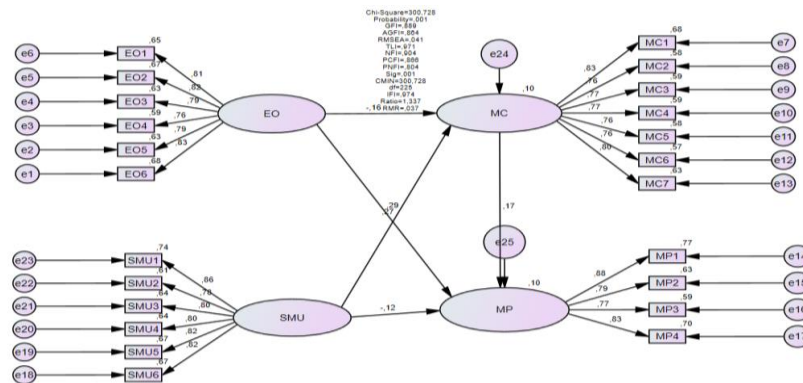 Chi-Square=300,728
Probability=,001
GFI=,889
AGFI=,864
RMSEA=,041
TLI=,971
NFI=,904
PCFI=,866
PNFI=,804
Sig=,001
CMIN=300,728
df=225
IFI=,974
Ratio=1,337
RMR=,037
e6
,65
EO1
e5
,67
EO2
e4
,63
EO3
e3
,59
EO4
e2
,63
EO5
e1
,68
EO6
,81
,82
,79
,76
,79
,83
EO
-,16
e24
,10
MC
,83
,76
,77
,77
,76
,76
,80
,68
MC1
e7
MC2
e8
,59
MC3
e9
,59
MC4
e10
,58
MC5
e11
,57
MC6
e12
,63
MC7
e13
,29
,17
e25
e23
,74
SMU1
e22
,61
SMU2
e21
,64
SMU3
e20
,64
SMU4
e19
,67
SMU5
e18
,67
SMU6
,86
,78
,80
,80
,82
,82
SMU
-,12
,10
MP
,88
,79
,77
,83
,77
MP1
e14
,63
MP2
e15
,59
MP3
e16
,70
MP4
e17